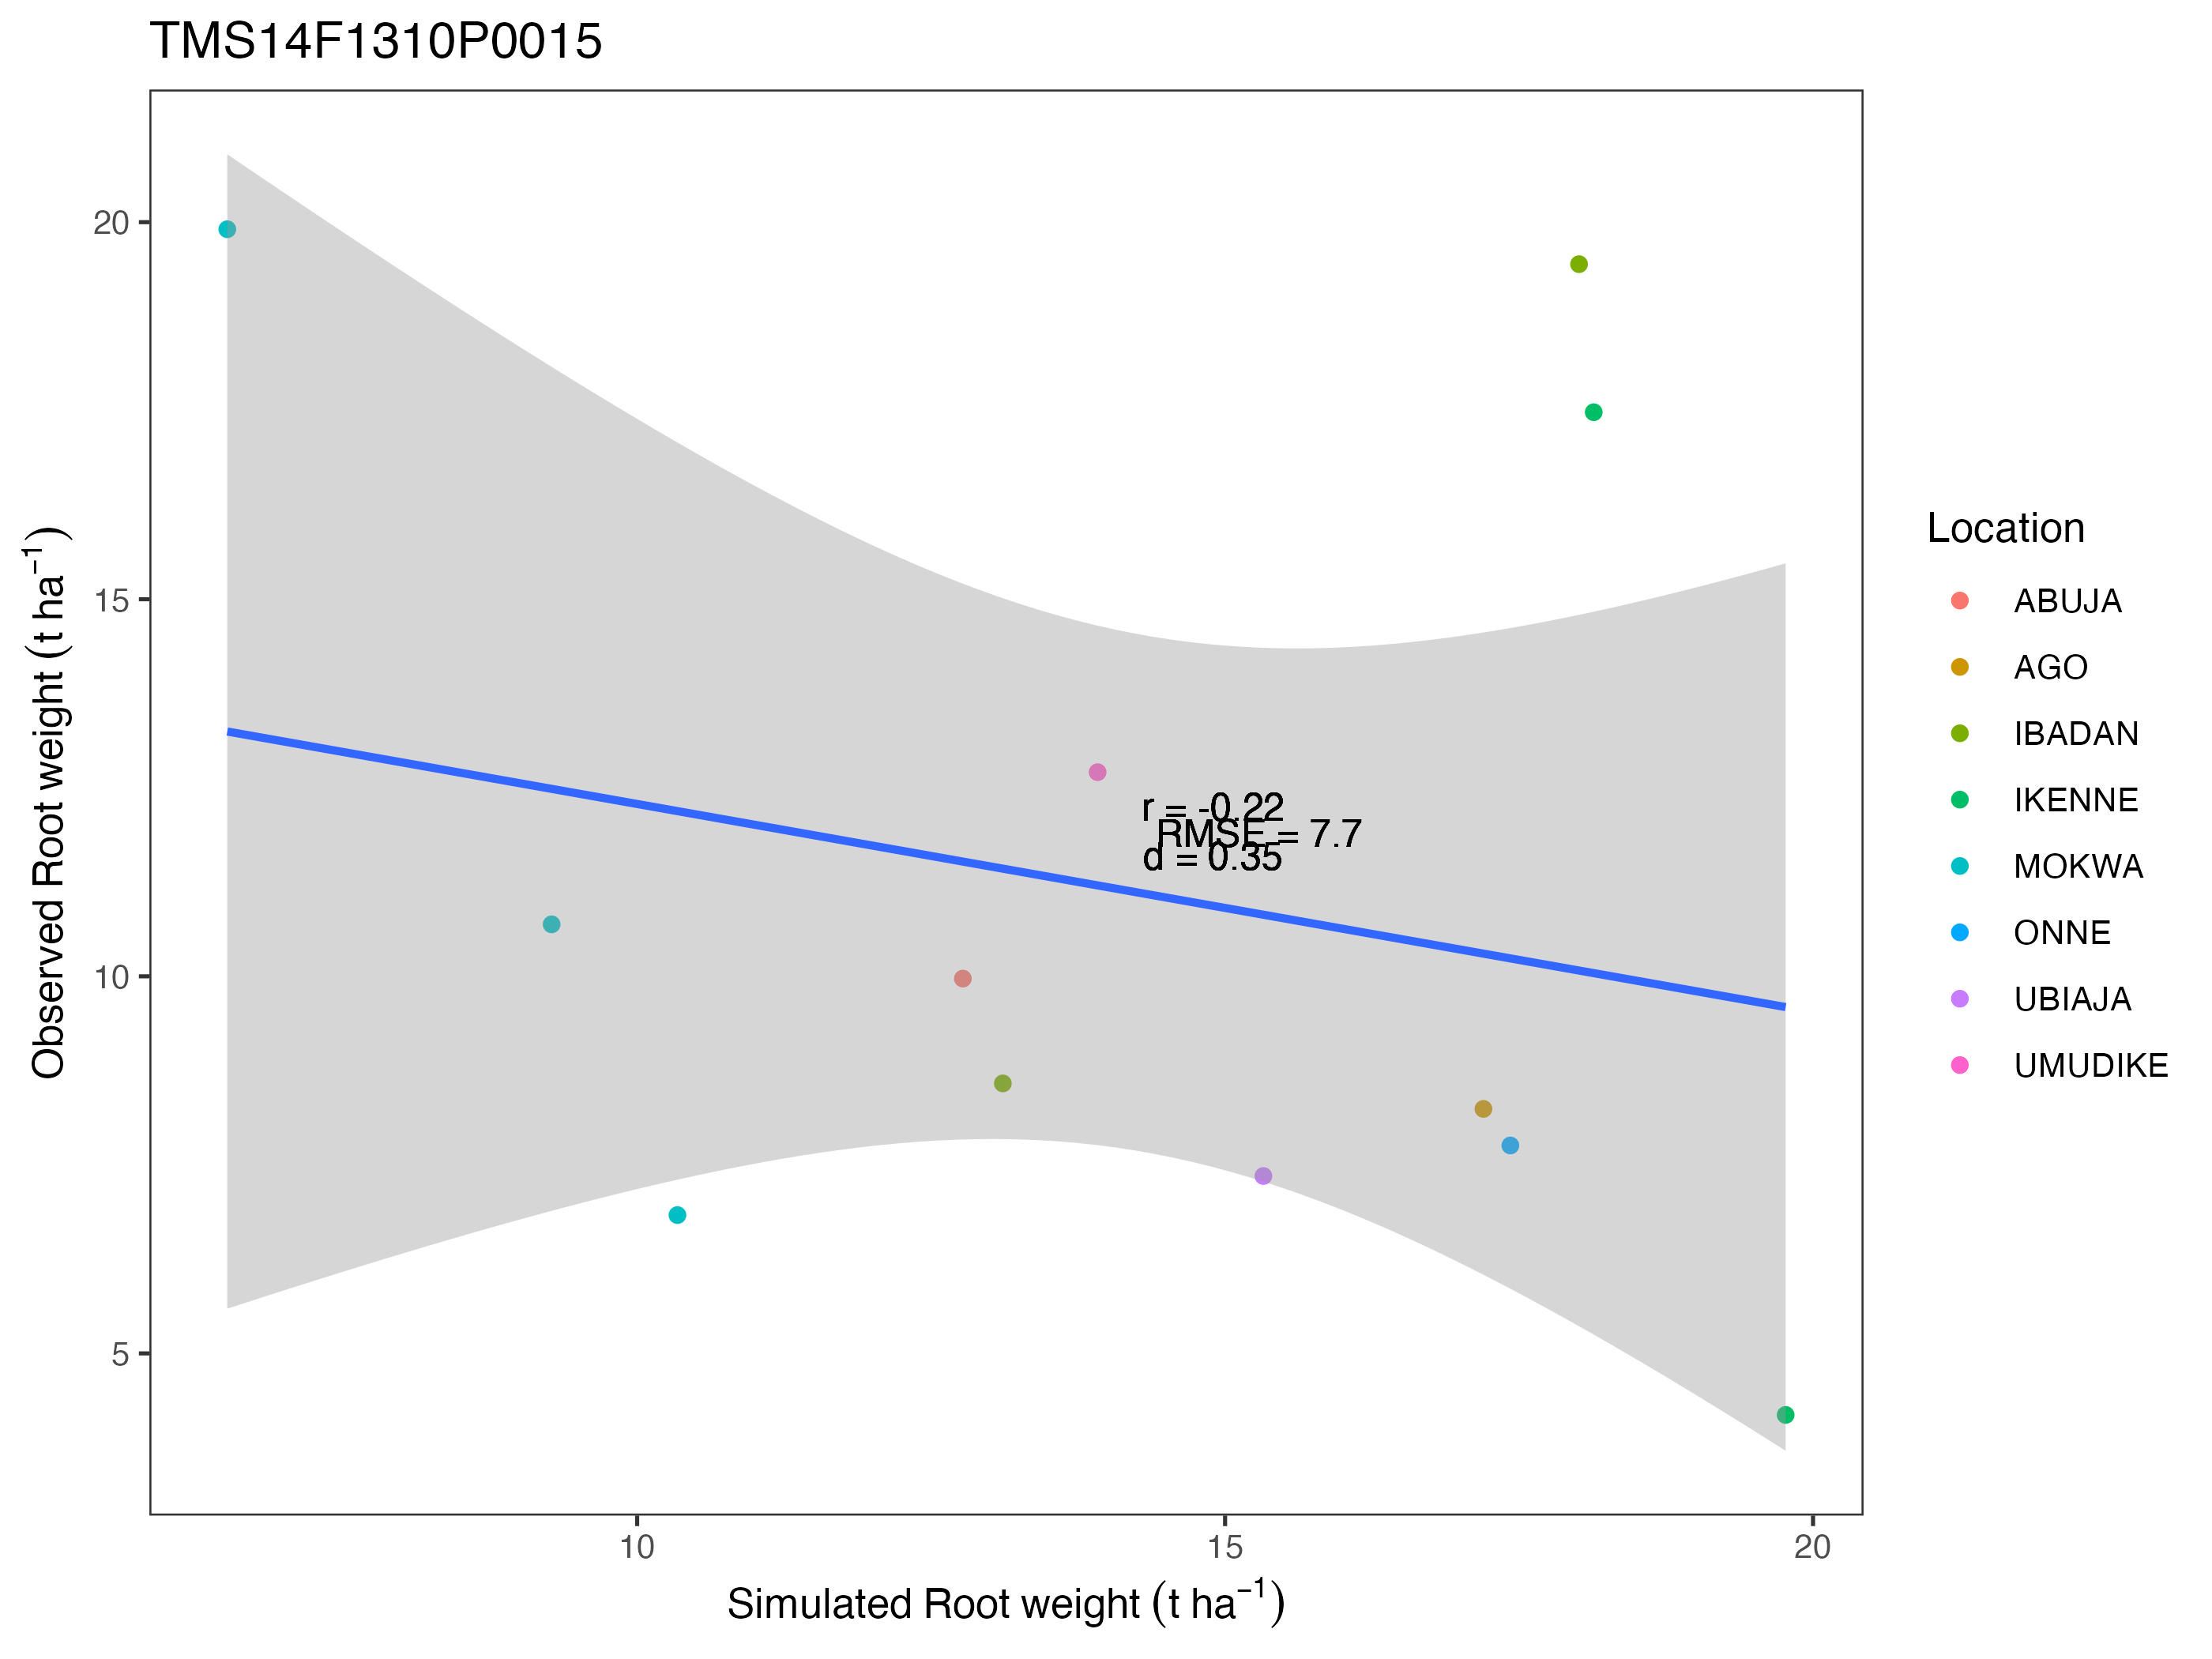 TMS14F1310P0015
Observed Root weight (t ha⁻¹)
20
15
10
5
r = -0.22
RMSE = 7.7
d = 0.35
10
15
20
Simulated Root weight (t ha⁻¹)
Location
ABUJA
AGO
IBADAN
IKENNE
MOKWA
ONNE
UBIAJA
UMUDIKE